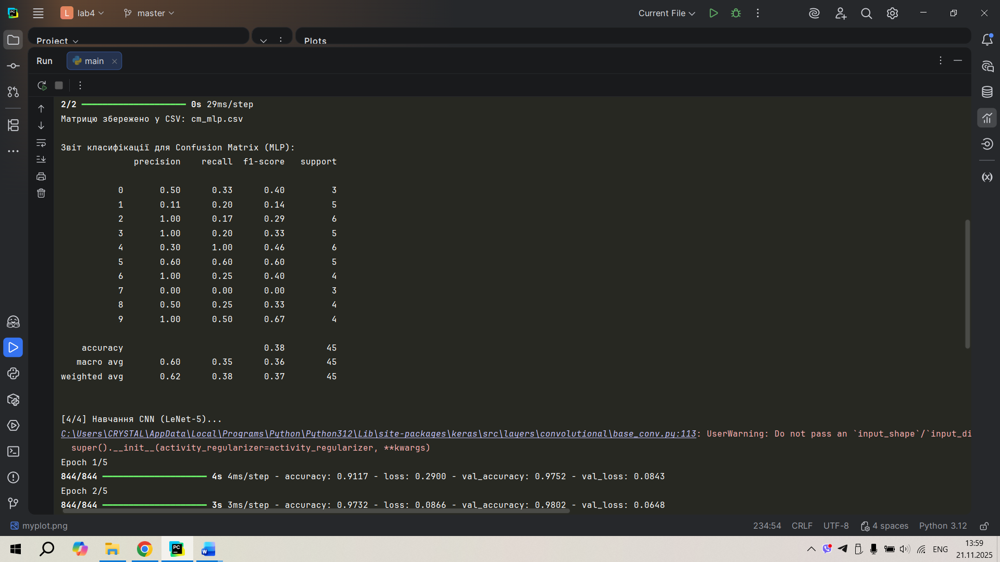 PC
L lab4
master
Current File
Project
Plots
Run
main
2/2 0s 29ms/step
Матрицю збережено у CSV: cm_mlp.csv
Звіт класифікації для Confusion Matrix (MLP):
precision recall f1-score support
0 0.50 0.33 0.40 3
1 0.11 0.20 0.14 5
2 1.00 0.17 0.29 6
3 1.00 0.20 0.33 5
4 0.30 1.00 0.46 6
5 0.60 0.60 0.60 5
6 1.00 0.25 0.40 4
7 0.00 0.00 0.00 3
8 0.50 0.25 0.33 4
9 1.00 0.50 0.67 4
accuracy 0.38 45
macro avg 0.60 0.35 0.36 45
weighted avg 0.62 0.38 0.37 45
[4/4] Навчання CNN (LeNet-5)...
C:\Users\CRYSTAL\AppData\Local\Programs\Python\Python312\Lib\site-packages\keras\src\layers\convolutional\base_conv.py:113: UserWarning: Do not pass an `input_shape`/`input_di
super().__init__(activity_regularizer=activity_regularizer, **kwargs)
Epoch 1/5
844/844 4s 4ms/step - accuracy: 0.9117 - loss: 0.2900 - val_accuracy: 0.9752 - val_loss: 0.0843
Epoch 2/5
844/844 3s 3ms/step - accuracy: 0.9732 - loss: 0.0866 - val_accuracy: 0.9802 - val_loss: 0.0648
myplot.png
234:54 CRLF UTF-8 4 spaces Python 3.12
PC
W
ENG
13:59
21.11.2025